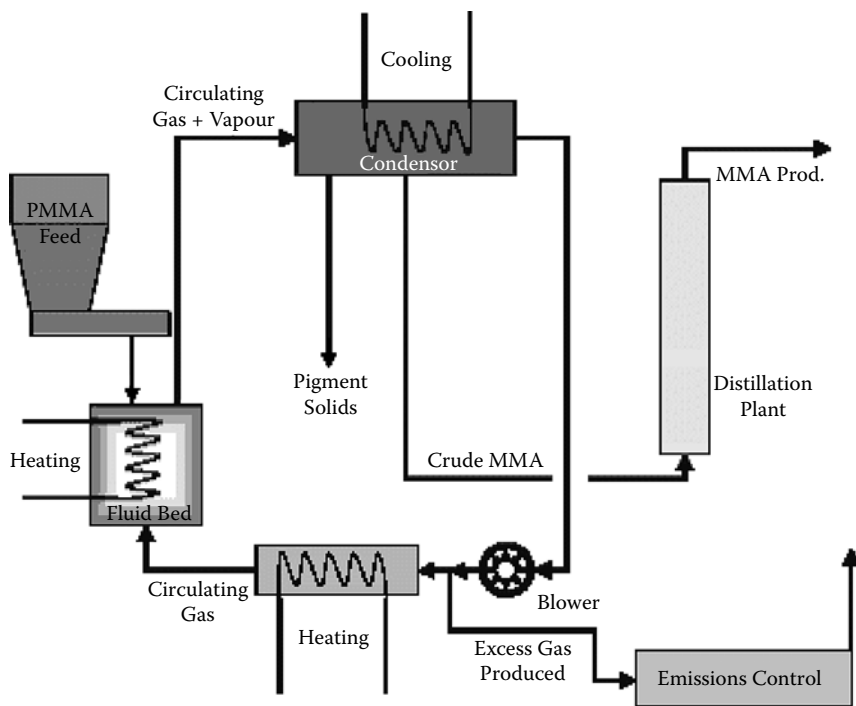 Cooling
Circulating
Gas + Vapour
Condensor
MMA Prod.
PMMA
Feed
Pigment
Solids
Distillation
Plant
Crude MMA
Heating
Fluid Bed
Circulating
Gas
Blower
Heating
Excess Gas
Produced
Emissions Control